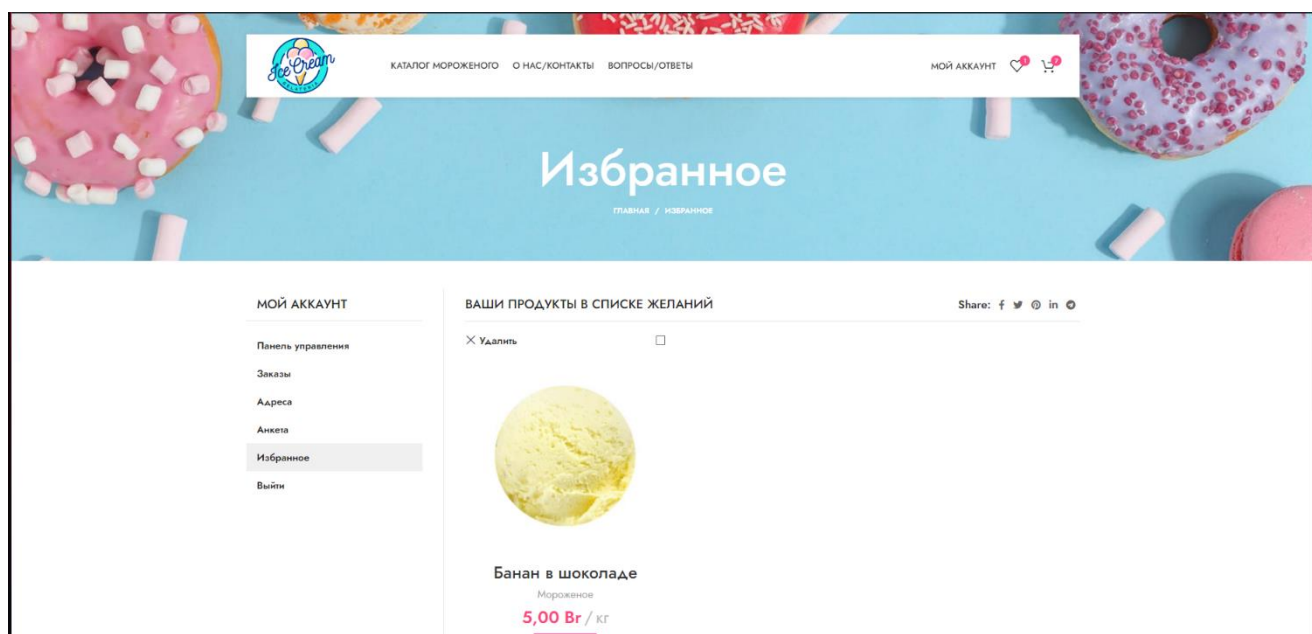 Ice Cream
КАТАЛОГ МОРОЖЕНОГО О НАС/КОНТАКТЫ ВОПРОСЫ/ОТВЕТЫ МОЙ АККАУНТ
Избранное
ГЛАВНАЯ / ИЗБРАННОЕ
МОЙ АККАУНТ
Панель управления
Заказы
Адреса
Анкета
Избранное
Выйти
ВАШИ ПРОДУКТЫ В СПИСКЕ ЖЕЛАНИЙ
Share:
Удалить
Банан в шоколаде
Мороженое
5,00 Br / кг